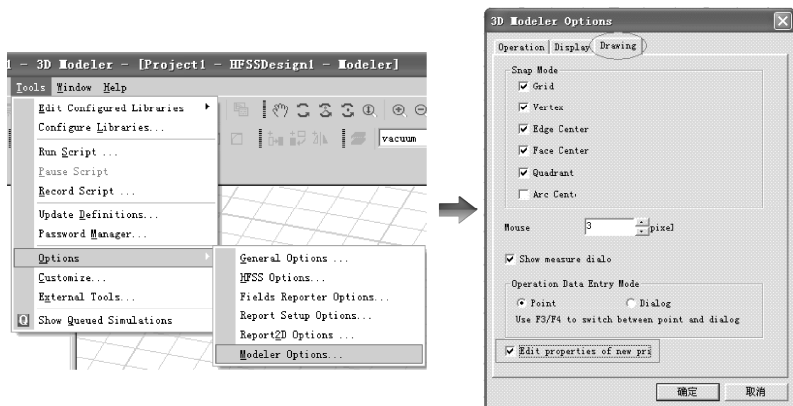 1 - 3D Modeler - [Project1 - HFSSDesign1 - Modeler]
Tools Window Help
Edit Configured Libraries
Configure Libraries...
Run Script ...
Pause Script
Record Script ...
Update Definitions...
Password Manager...
Options
Customize...
External Tools...
Show Queued Simulations
vacuum
General Options ...
HFSS Options...
Fields Reporter Options...
Report Setup Options...
Report2D Options ...
Modeler Options...
3D Modeler Options
Operation Display Drawing
Snap Mode
Grid
Vertex
Edge Center
Face Center
Quadrant
Arc Cent
Mouse 3 pixel
Show measure dialo
Operation Data Entry Mode
Point Dialog
Use F3/F4 to switch between point and dialog
Edit properties of new pri
确定 取消